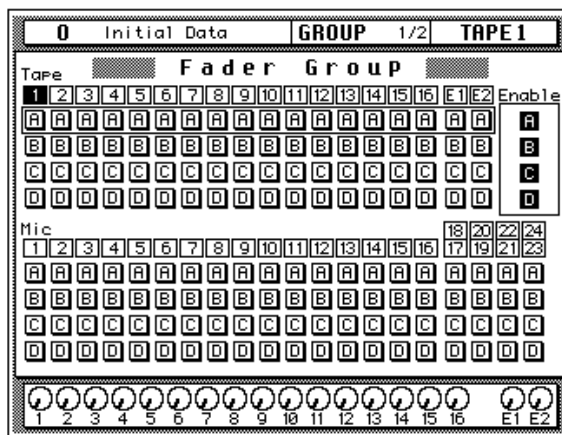 0 Initial Data GROUP 1/2 TAPE1
Fader Group
Tape
1 2 3 4 5 6 7 8 9 10 11 12 13 14 15 16 E1 E2 Enable
A A A A A A A A A A A A A A A A A A A
B B B B B B B B B B B B B B B B B B B
C C C C C C C C C C C C C C C C C C C
D D D D D D D D D D D D D D D D D D D
Mic 18 20 22 24
1 2 3 4 5 6 7 8 9 10 11 12 13 14 15 16 17 19 21 23
A A A A A A A A A A A A A A A A A A A A
B B B B B B B B B B B B B B B B B B B B
C C C C C C C C C C C C C C C C C C C C
D D D D D D D D D D D D D D D D D D D D
1 2 3 4 5 6 7 8 9 10 11 12 13 14 15 16 E1 E2